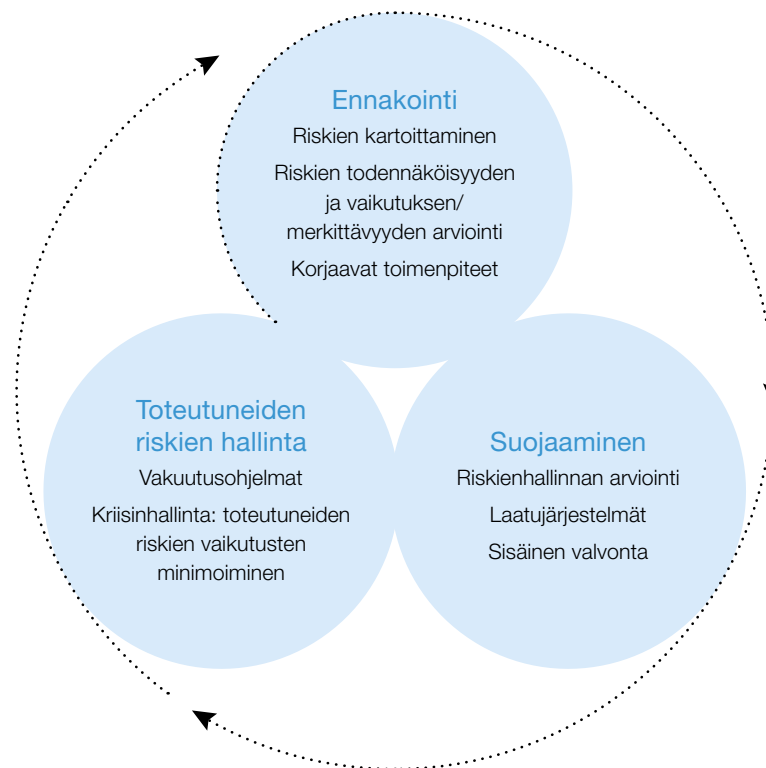 Ennakointi
Riskien kartoittaminen
Riskien todennäköisyyden
ja vaikutuksen/
merkittävyyden arviointi
Korjaavat toimenpiteet
Toteutuneiden
riskien hallinta
Vakuutusohjelmat
Kriisinhallinta: toteutuneiden
riskien vaikutusten
minimoiminen
Suojaaminen
Riskienhallinnan arviointi
Laatujärjestelmät
Sisäinen valvonta